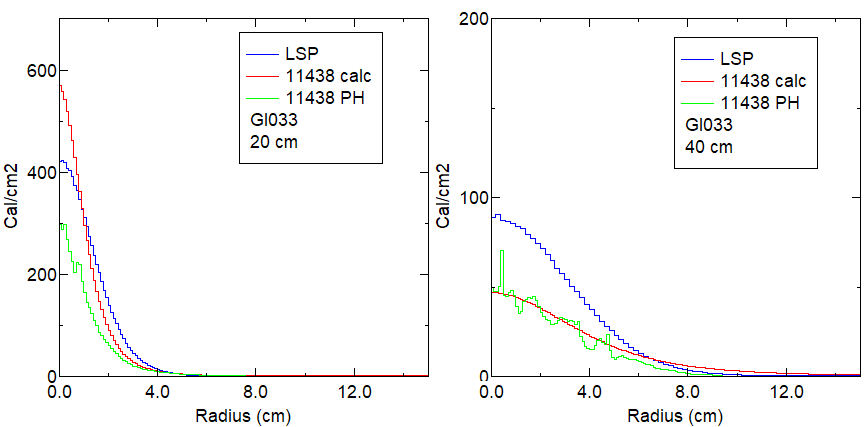 600
400
200
0
0.0 4.0 8.0 12.0
Radius (cm)
Cal/cm2
LSP
11438 calc
11438 PH
GI033
20 cm
200
100
0
0.0 4.0 8.0 12.0
Radius (cm)
Cal/cm2
LSP
11438 calc
11438 PH
GI033
40 cm